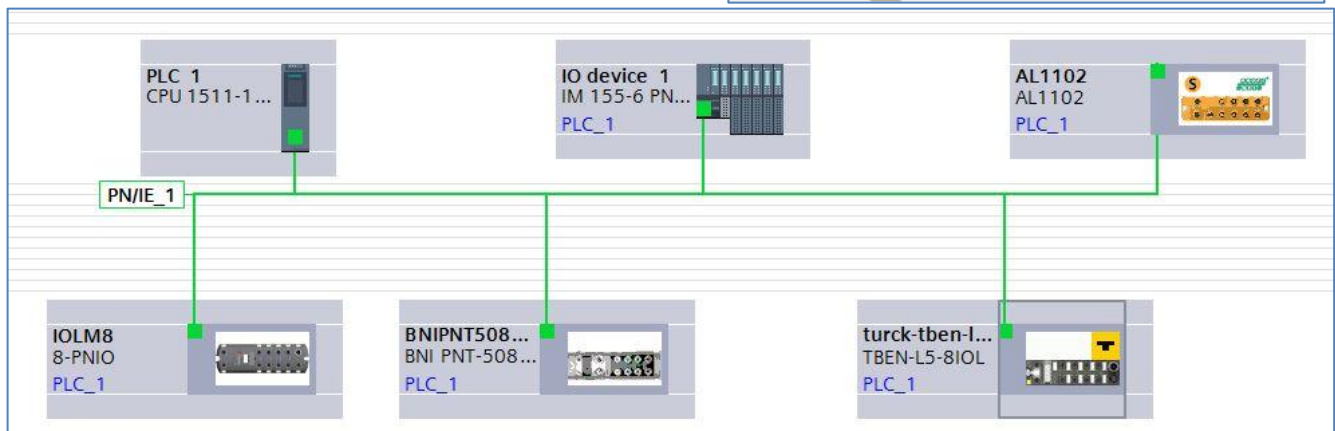 PLC_1
CPU 1511-1...
IO device_1
IM 155-6 PN...
PLC_1
AL1102
AL1102
PLC_1
PN/IE_1
IOLM8
8-PNIO
PLC_1
BNIPNT508...
BNI PNT-508...
PLC_1
turck-tben-l...
TBEN-L5-8IOL
PLC_1